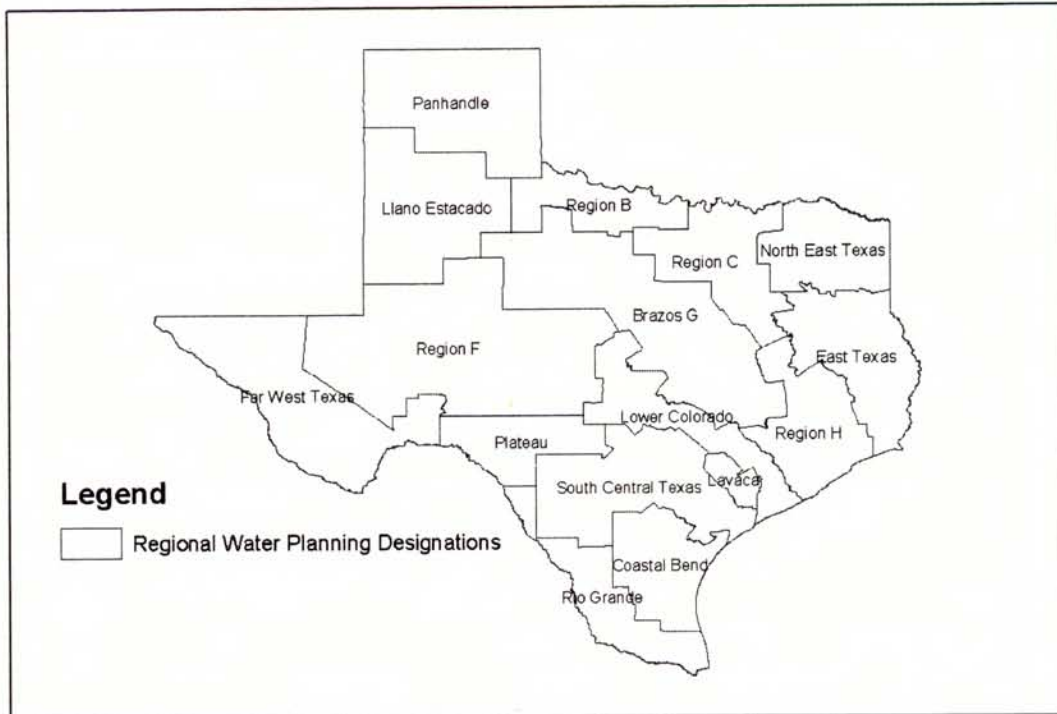 Panhandle
Llano Estacado
Region B
North East Texas
Region C
Brazos G
Region F
East Texas
Far West Texas
Lower Colorado
Region H
Plateau
Lavaca
South Central Texas
Coastal Bend
Rio Grande
Legend
Regional Water Planning Designations